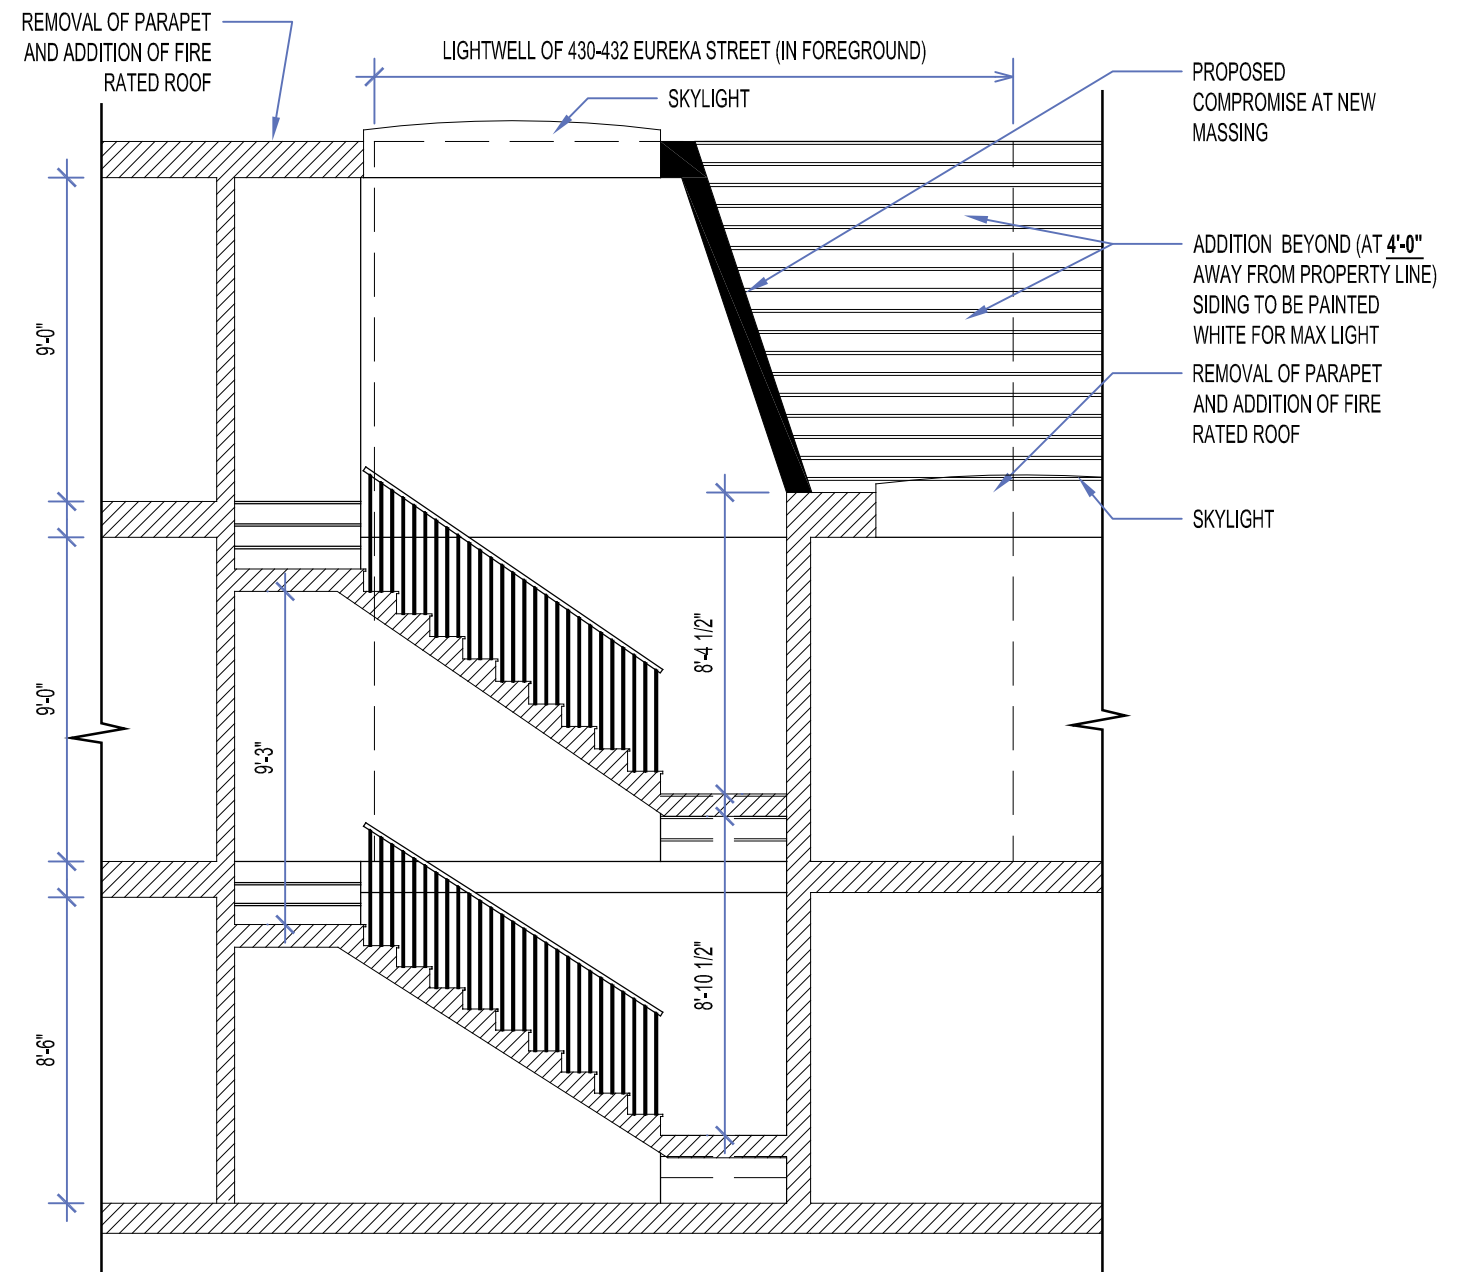 REMOVAL OF PARAPET
AND ADDITION OF FIRE
RATED ROOF
LIGHTWELL OF 430-432 EUREKA STREET (IN FOREGROUND)
SKYLIGHT
PROPOSED
COMPROMISE AT NEW
MASSING
ADDITION BEYOND (AT 4'-0"
AWAY FROM PROPERTY LINE)
SIDING TO BE PAINTED
WHITE FOR MAX LIGHT
REMOVAL OF PARAPET
AND ADDITION OF FIRE
RATED ROOF
SKYLIGHT
9'-0"
9'-0"
8'-6"
9'-3"
8'-4 1/2"
8'-10 1/2"